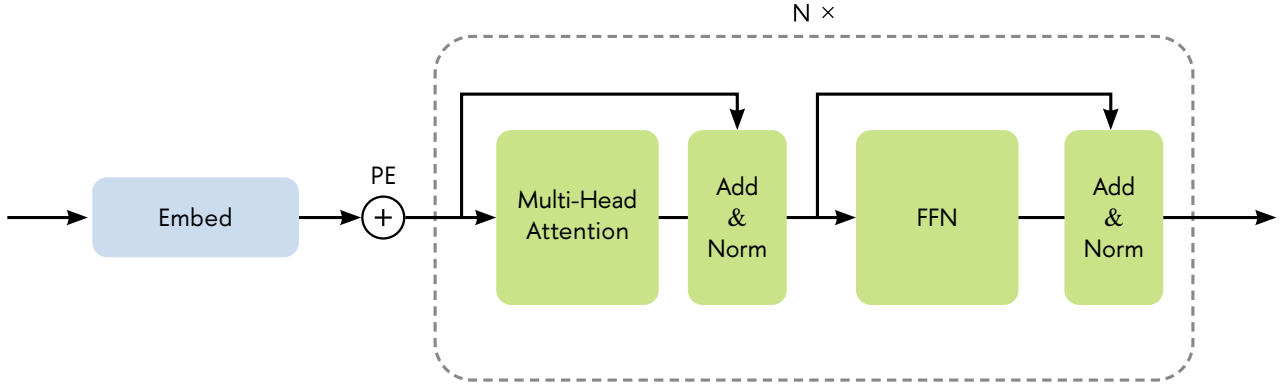 N ×
PE
Embed
+
Multi-Head
Attention
Add
&
Norm
FFN
Add
&
Norm